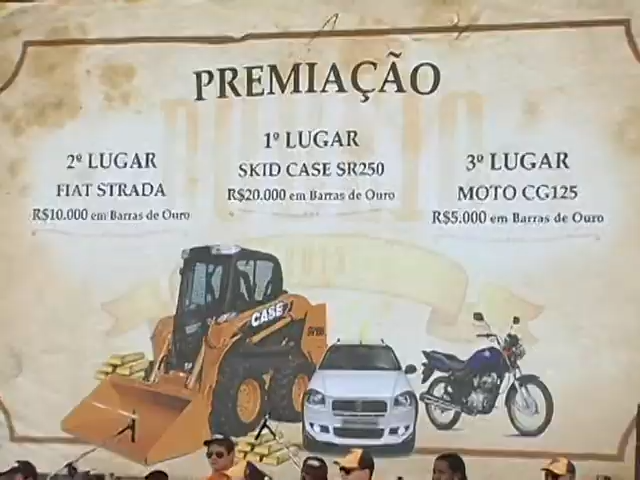 PREMIAÇÃO
1º LUGAR
SKID CASE SR250
R$20.000 em Barras de Ouro
2º LUGAR
FIAT STRADA
R$10.000 em Barras de Ouro
3º LUGAR
MOTO CG125
R$5.000 em Barras de Ouro
CASE